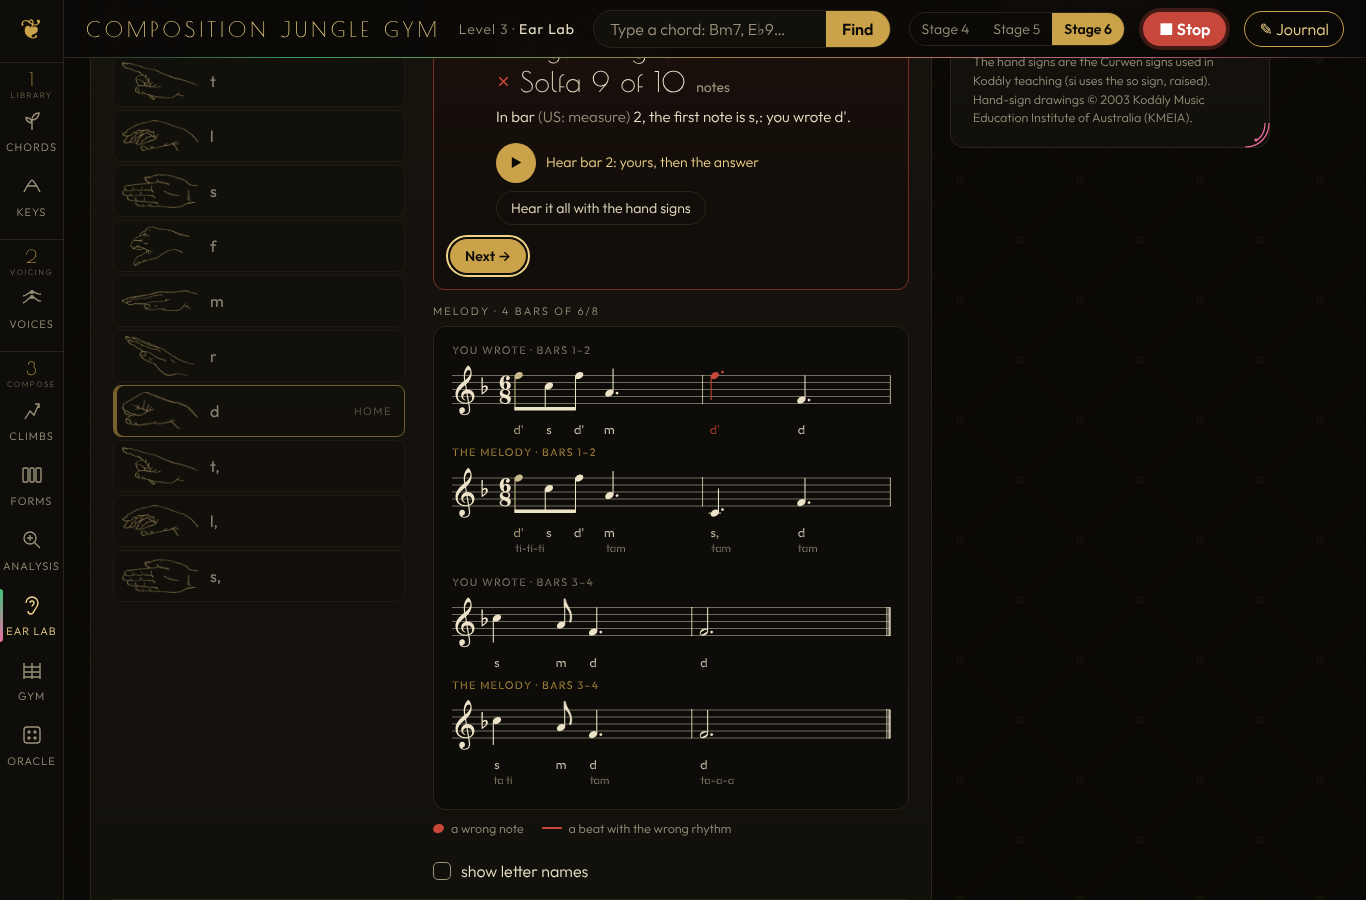 COMPOSITION JUNGLE GYM
Level 3 · Ear Lab
Type a chord: Bm7, E♭9...
Find
Stage 4
Stage 5
Stage 6
Stop
✎ Journal
1
LIBRARY
CHORDS
KEYS
2
VOICING
VOICES
3
COMPOSE
CLIMBS
FORMS
ANALYSIS
EAR LAB
GYM
ORACLE
t
l
s
f
m
r
d HOME
t,
l,
s,
× Solfa 9 of 10 notes
In bar (US: measure) 2, the first note is s,: you wrote d'.
Hear bar 2: yours, then the answer
Hear it all with the hand signs
Next →
MELODY · 4 BARS OF 6/8
YOU WROTE · BARS 1–2
6
8
d' s d' m d' d
THE MELODY · BARS 1–2
6
8
d' s d' m s, d
ti-ti-ti tam tam tam
YOU WROTE · BARS 3–4
s m d d
THE MELODY · BARS 3–4
s m d d
ta ti tam ta-a-a
a wrong note
a beat with the wrong rhythm
show letter names
The hand signs are the Curwen signs used in
Kodály teaching (si uses the so sign, raised).
Hand-sign drawings © 2003 Kodály Music
Education Institute of Australia (KMEIA).